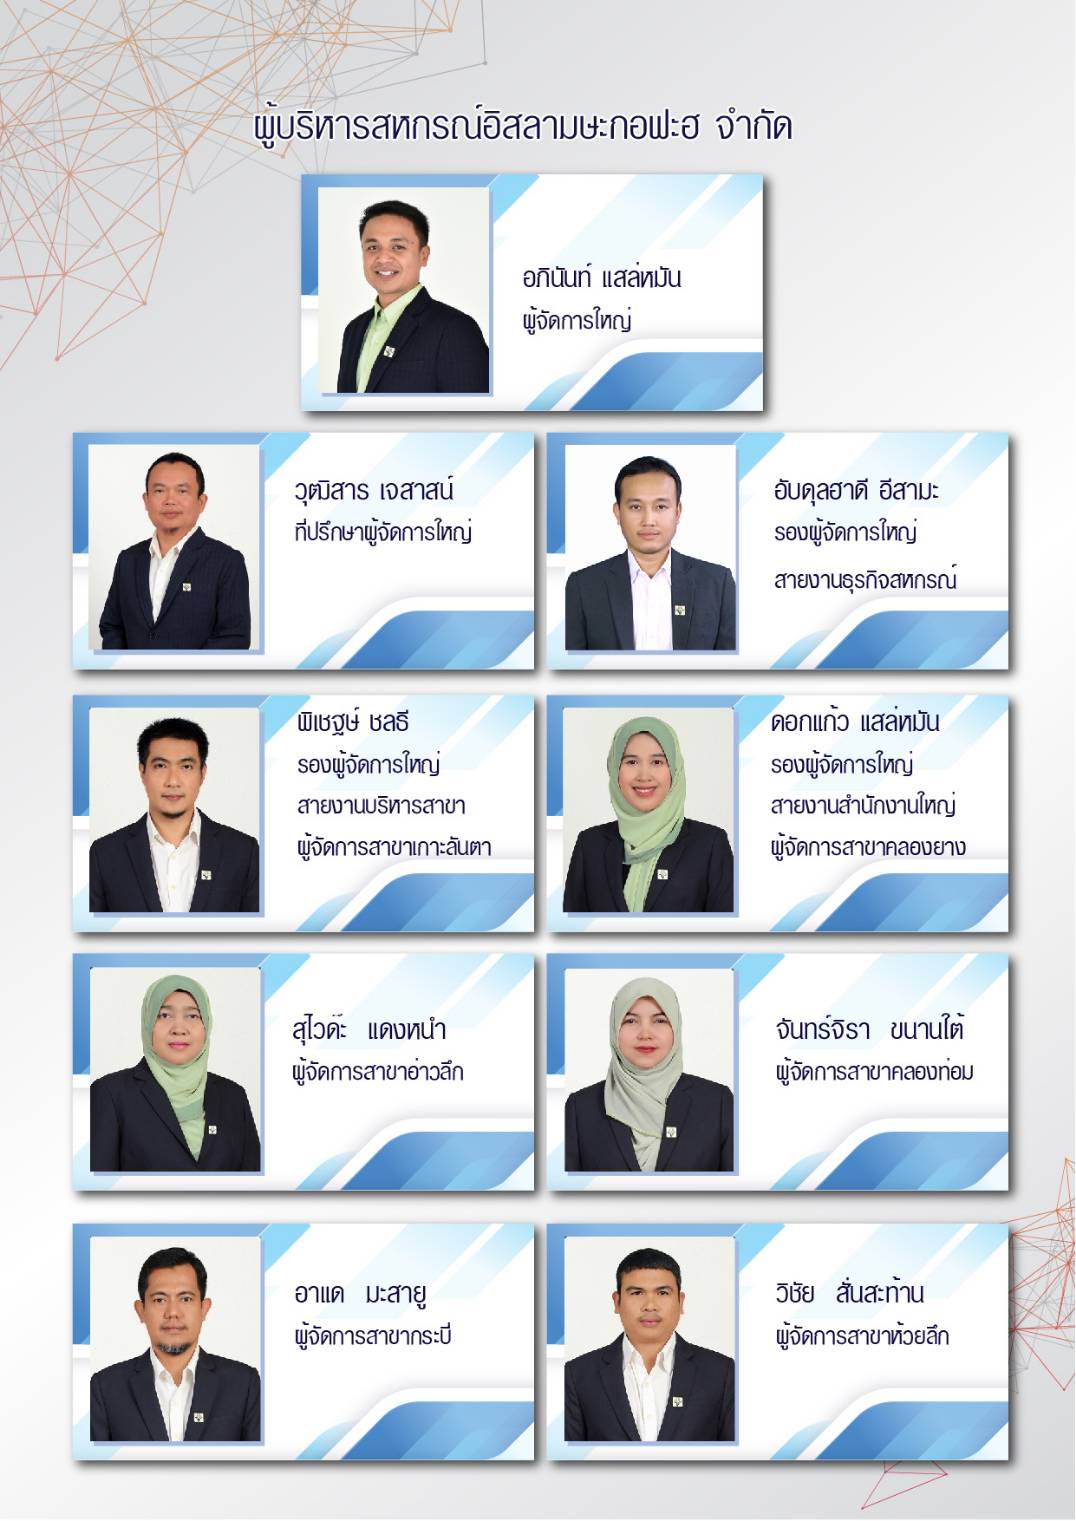 ผู้บริหารสหกรณ์อิสลามษะกอฟะฮ จำกัด
อภินันท์ แสล่หมัน
ผู้จัดการใหญ่
วุฒิสาร เจสาสน์
ที่ปรึกษาผู้จัดการใหญ่
อับดุลฮาดี อีสามะ
รองผู้จัดการใหญ่
สายงานธุรกิจสหกรณ์
พิเชฐษ์ ชลธี
รองผู้จัดการใหญ่
สายงานบริหารสาขา
ผู้จัดการสาขาเกาะลันตา
ดอกแก้ว แสล่หมัน
รองผู้จัดการใหญ่
สายงานสำนักงานใหญ่
ผู้จัดการสาขาคลองยาง
สุไวด๊ะ แดงหนำ
ผู้จัดการสาขาอ่าวลึก
จันทร์จิรา ขนานใต้
ผู้จัดการสาขาคลองท่อม
อาแด มะสายู
ผู้จัดการสาขากระบี่
วิชัย สั่นสะท้าน
ผู้จัดการสาขาห้วยลึก